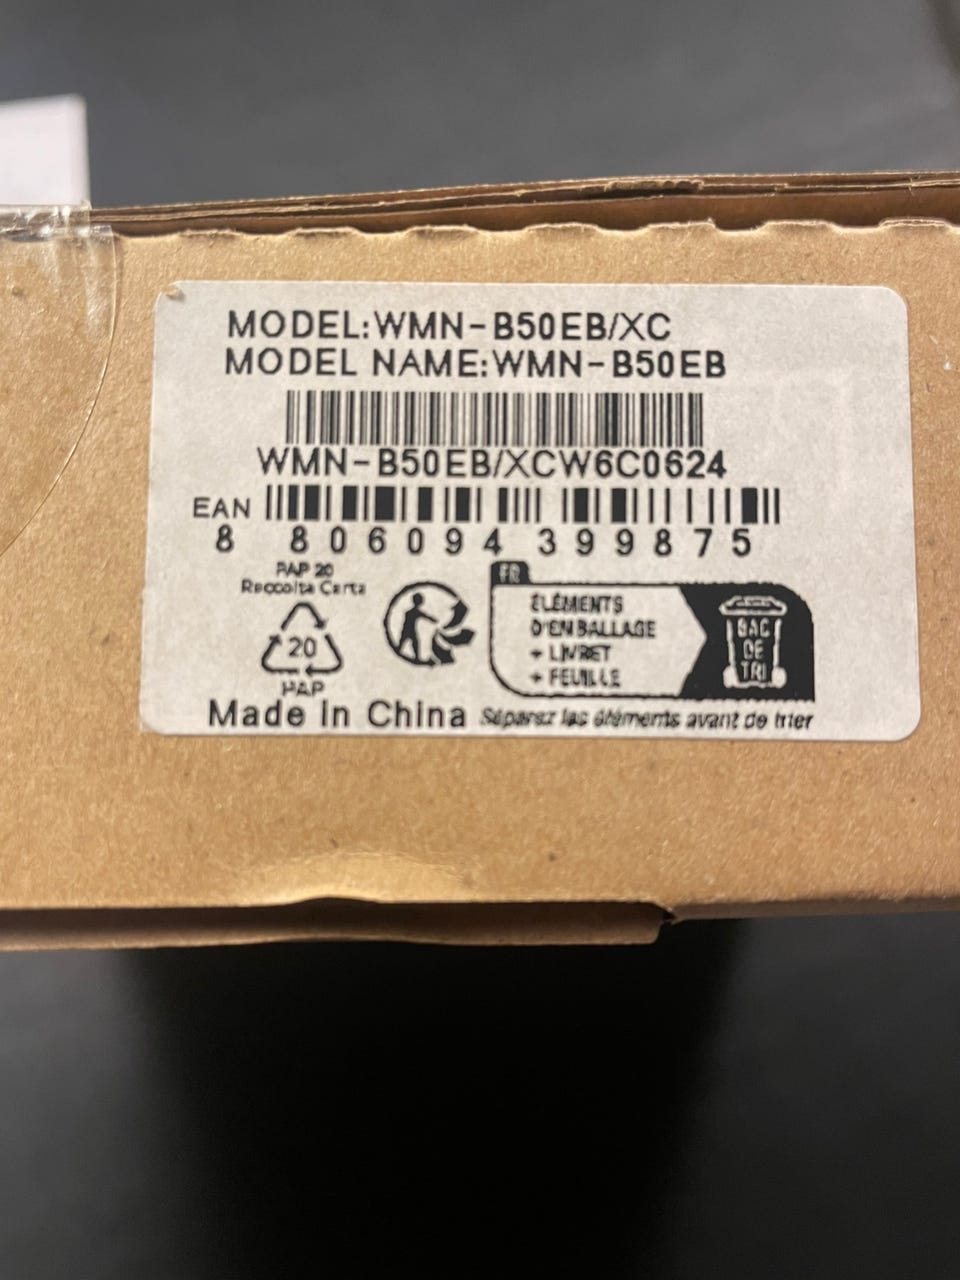 MODEL:WMN-B50EB/XC
MODEL NAME:WMN-B50EB
WMN-B50EB/XCW6C0624
EAN
8 806094 399875
PAP 20
Raccolta Carta
20
PAP
FR
ÉLÉMENTS
D'EMBALLAGE
+ LIVRET
+ FEUILLE
BAC
DE
TRI
Made in China
Séparez les éléments avant de trier